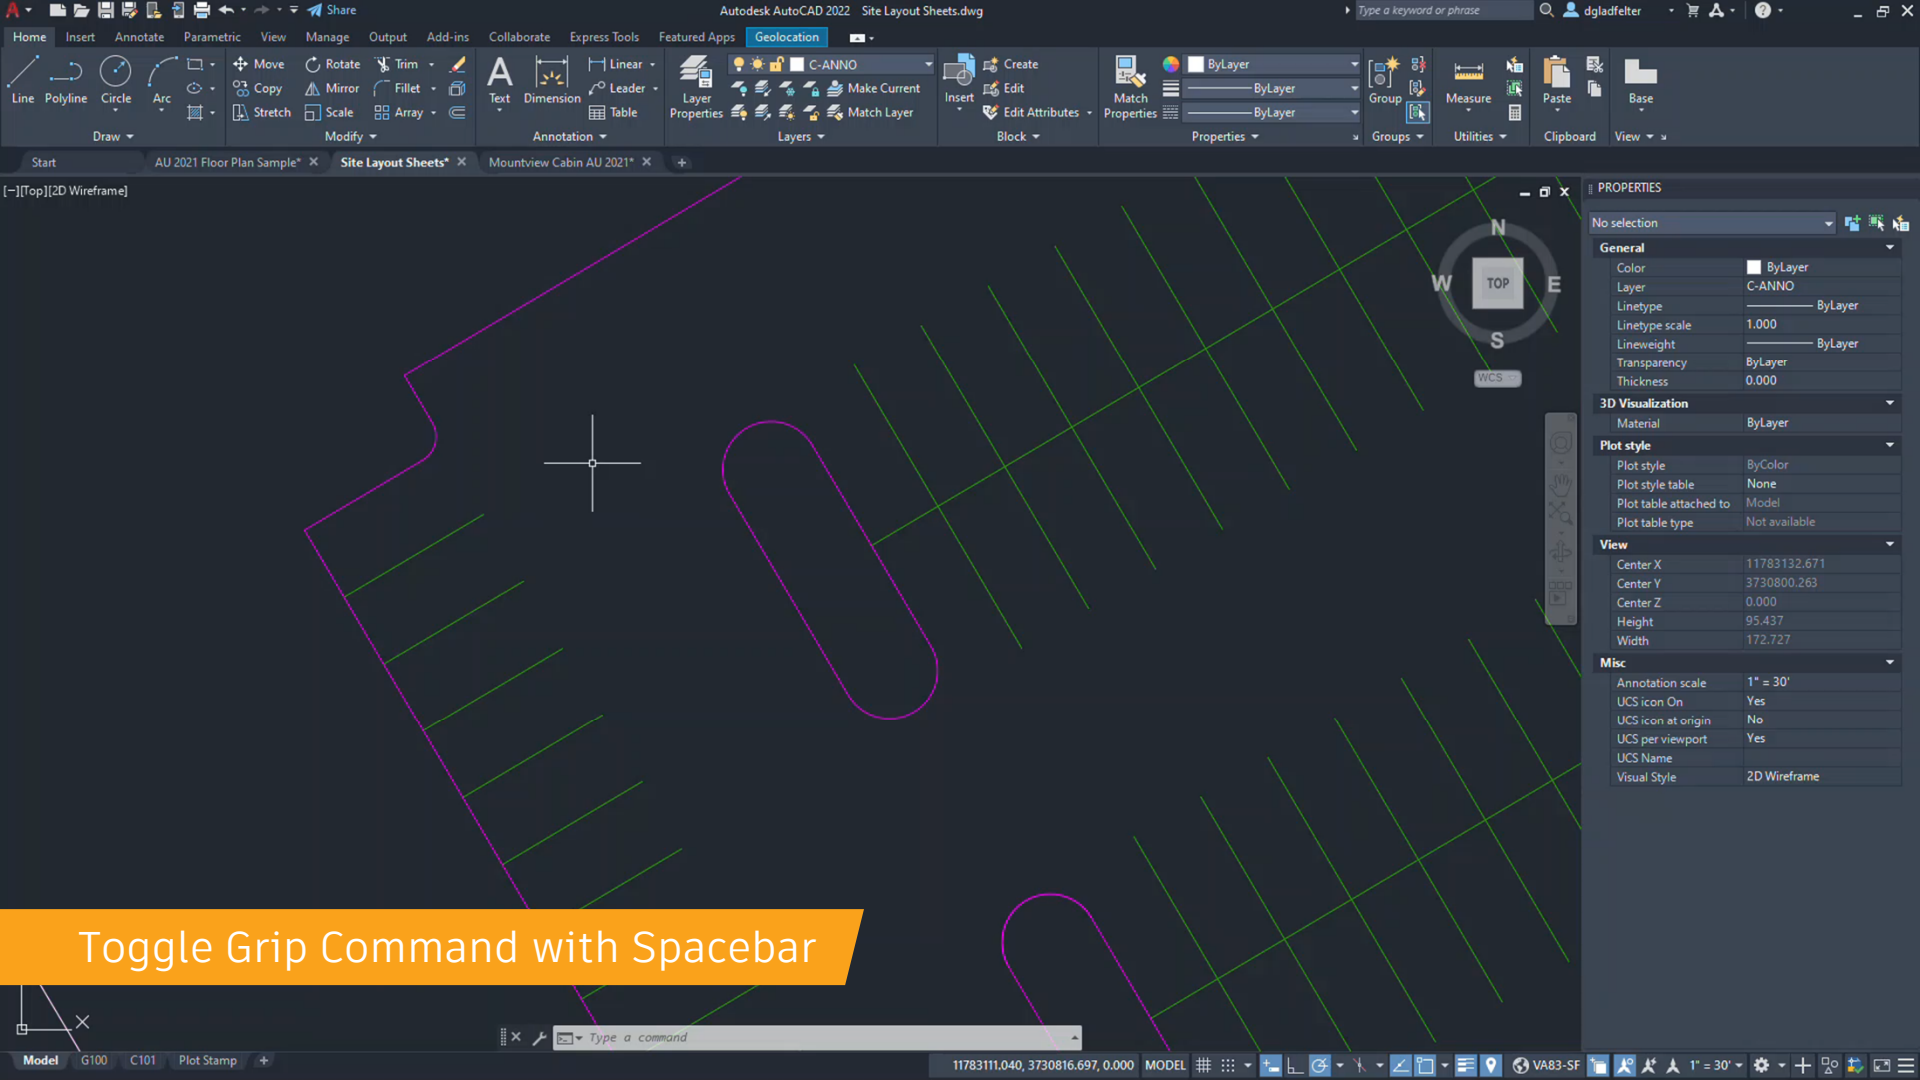 Share
Autodesk AutoCAD 2022 Site Layout Sheets.dwg
Type a keyword or phrase
dgladfelter
Home Insert Annotate Parametric View Manage Output Add-ins Collaborate Express Tools Featured Apps Geolocation
Line Polyline Circle Arc
Draw
Move Rotate Trim
Copy Mirror Fillet
Stretch Scale Array
Modify
Text Dimension
Linear
Leader
Table
Annotation
Layer Properties
C-ANNO
Make Current
Match Layer
Layers
Insert
Create
Edit
Edit Attributes
Block
Match Properties
ByLayer
ByLayer
ByLayer
Properties
Group
Groups
Measure
Utilities
Paste
Clipboard
Base
View
Start
AU 2021 Floor Plan Sample*
Site Layout Sheets*
Mountview Cabin AU 2021*
[−][Top][2D Wireframe]
N
W TOP E
S
WCS
PROPERTIES
No selection
General
Color ByLayer
Layer C-ANNO
Linetype ByLayer
Linetype scale 1.000
Lineweight ByLayer
Transparency ByLayer
Thickness 0.000
3D Visualization
Material ByLayer
Plot style
Plot style ByColor
Plot style table None
Plot table attached to Model
Plot table type Not available
View
Center X 11783132.671
Center Y 3730800.263
Center Z 0.000
Height 95.437
Width 172.727
Misc
Annotation scale 1" = 30'
UCS icon On Yes
UCS icon at origin No
UCS per viewport Yes
UCS Name
Visual Style 2D Wireframe
Toggle Grip Command with Spacebar
X
Type a command
Model G100 C101 Plot Stamp
11783111.040, 3730816.697, 0.000 MODEL
VA83-SF
1" = 30'